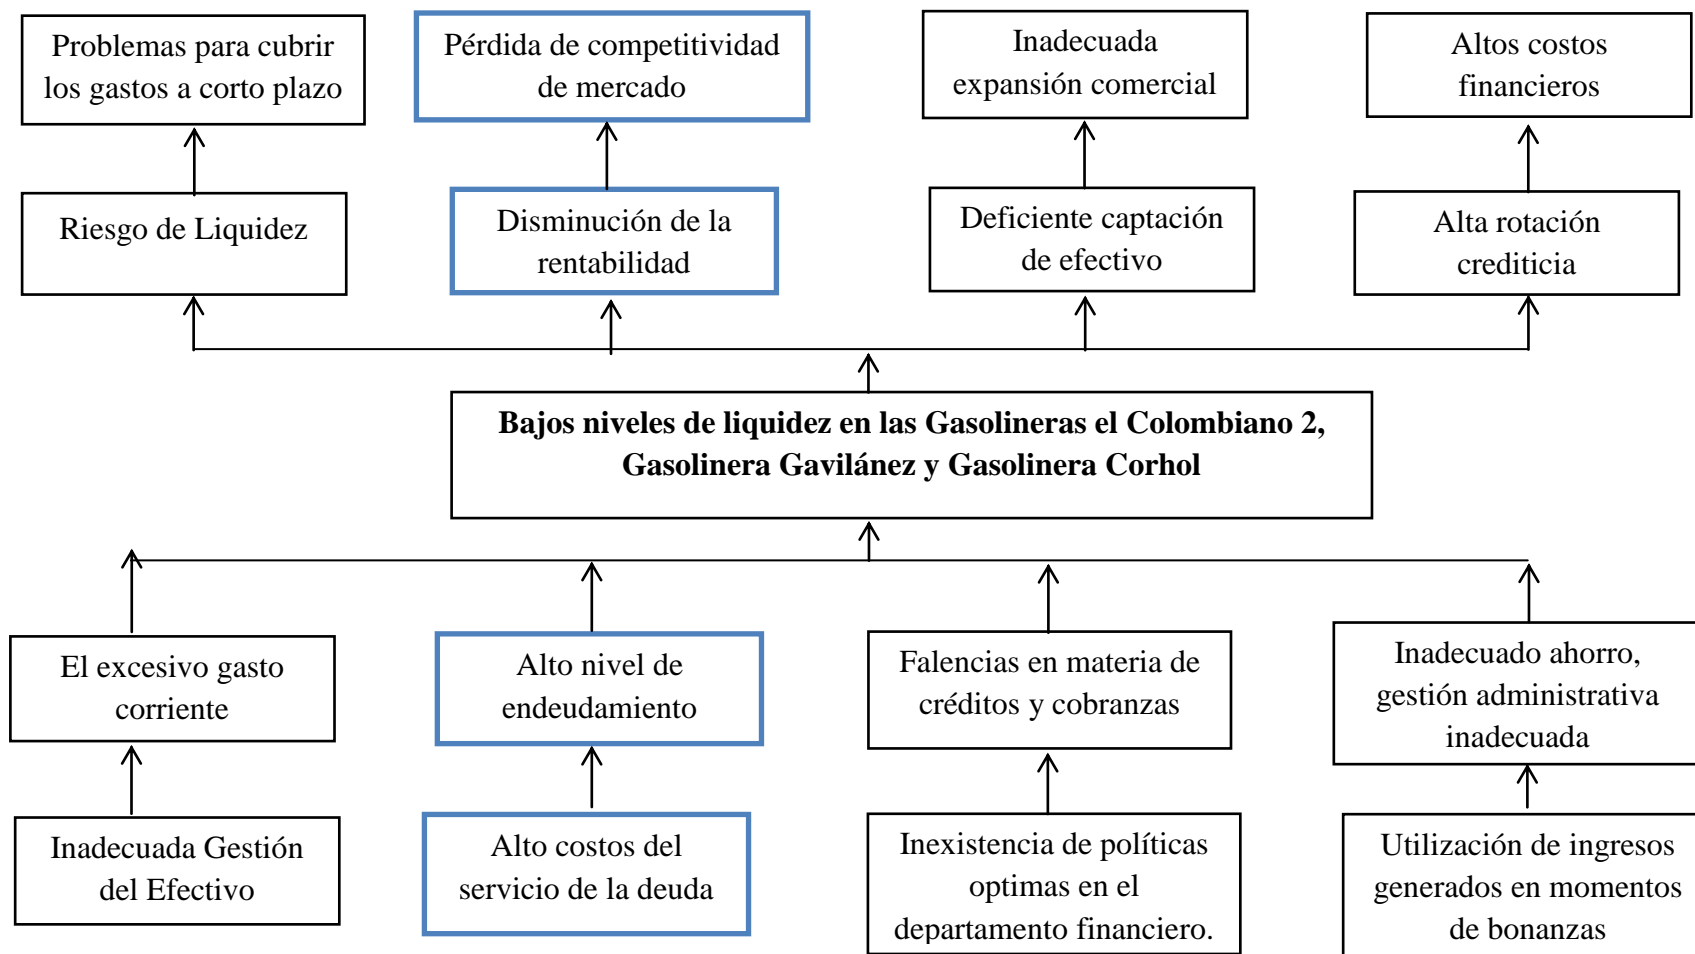 Problemas para cubrir
los gastos a corto plazo
Pérdida de competitividad
de mercado
Inadecuada
expansión comercial
Altos costos
financieros
Riesgo de Liquidez
Disminución de la
rentabilidad
Deficiente captación
de efectivo
Alta rotación
crediticia
Bajos niveles de liquidez en las Gasolineras el Colombiano 2,
Gasolinera Gavilánez y Gasolinera Corhol
El excesivo gasto
corriente
Alto nivel de
endeudamiento
Falencias en materia de
créditos y cobranzas
Inadecuado ahorro,
gestión administrativa
inadecuada
Inadecuada Gestión
del Efectivo
Alto costos del
servicio de la deuda
Inexistencia de políticas
optimas en el
departamento financiero.
Utilización de ingresos
generados en momentos
de bonanzas